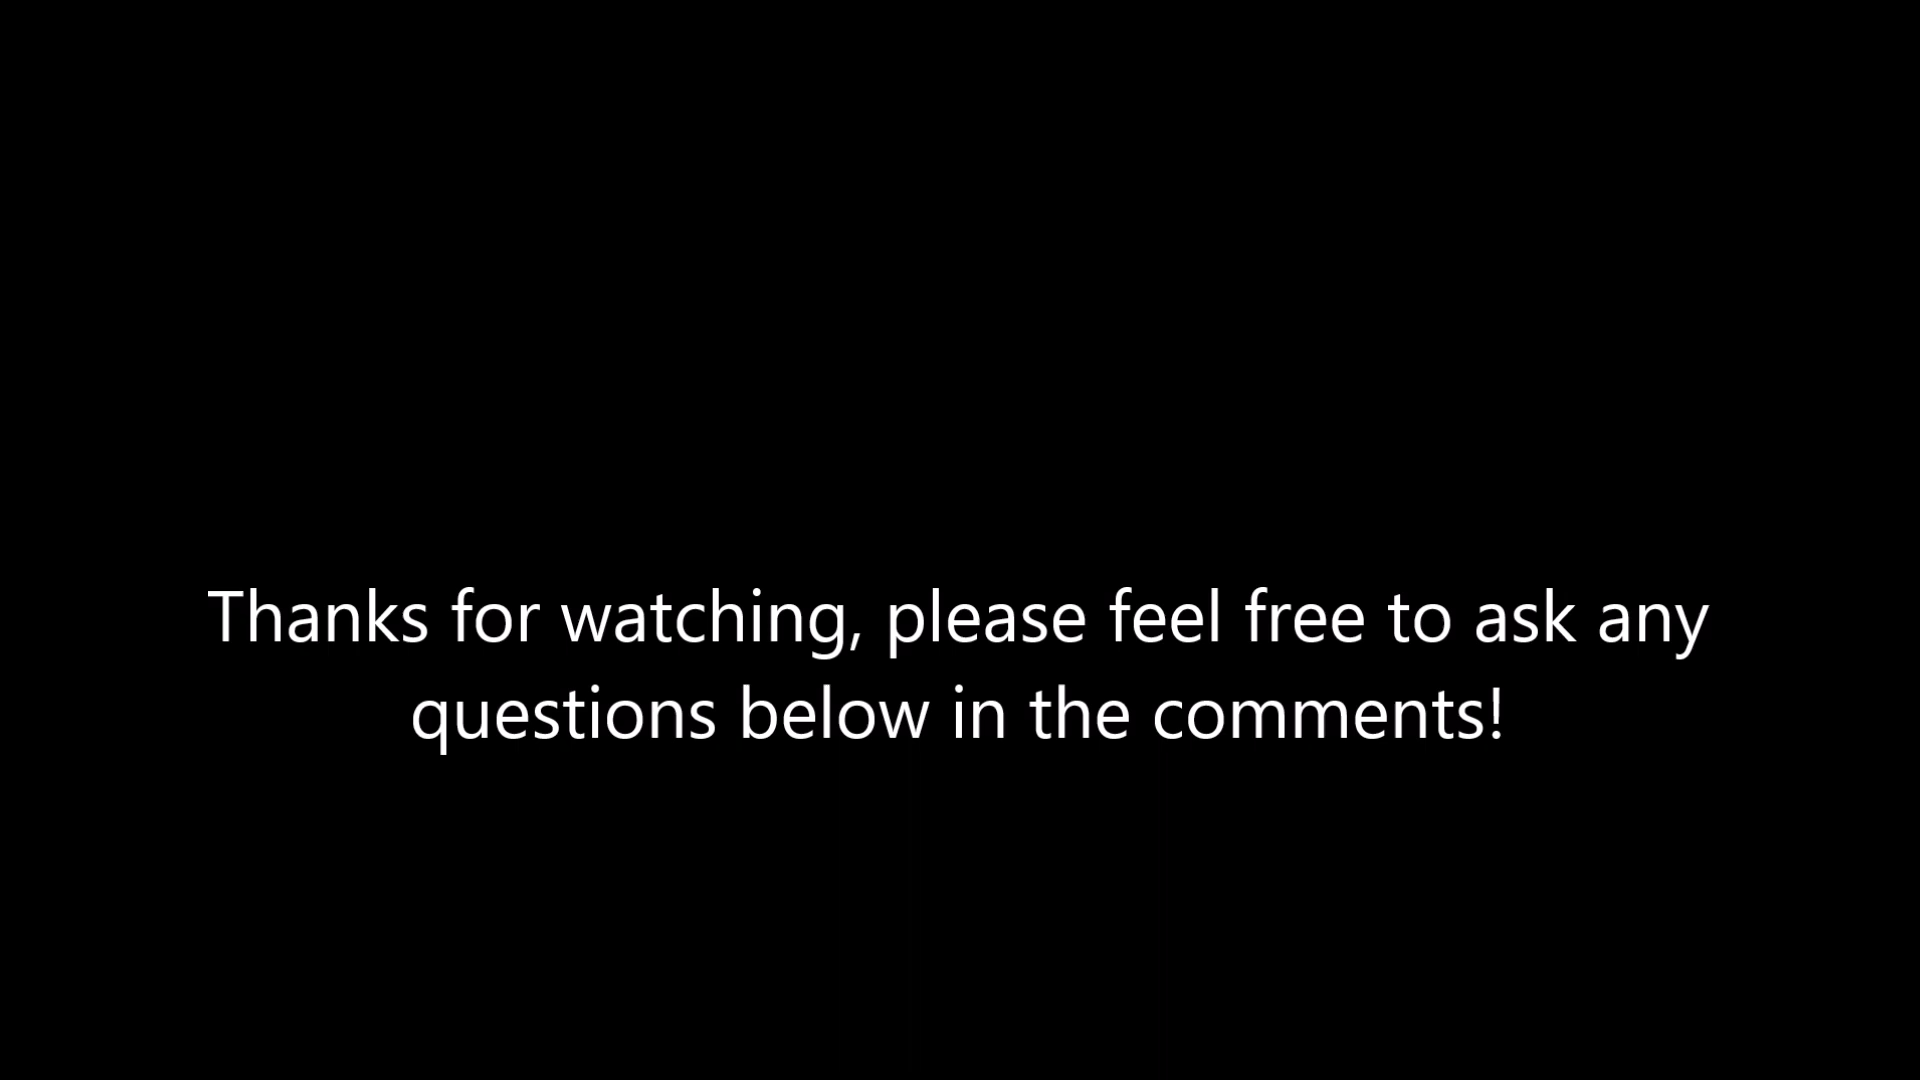 Thanks for watching, please feel free to ask any
questions below in the comments!